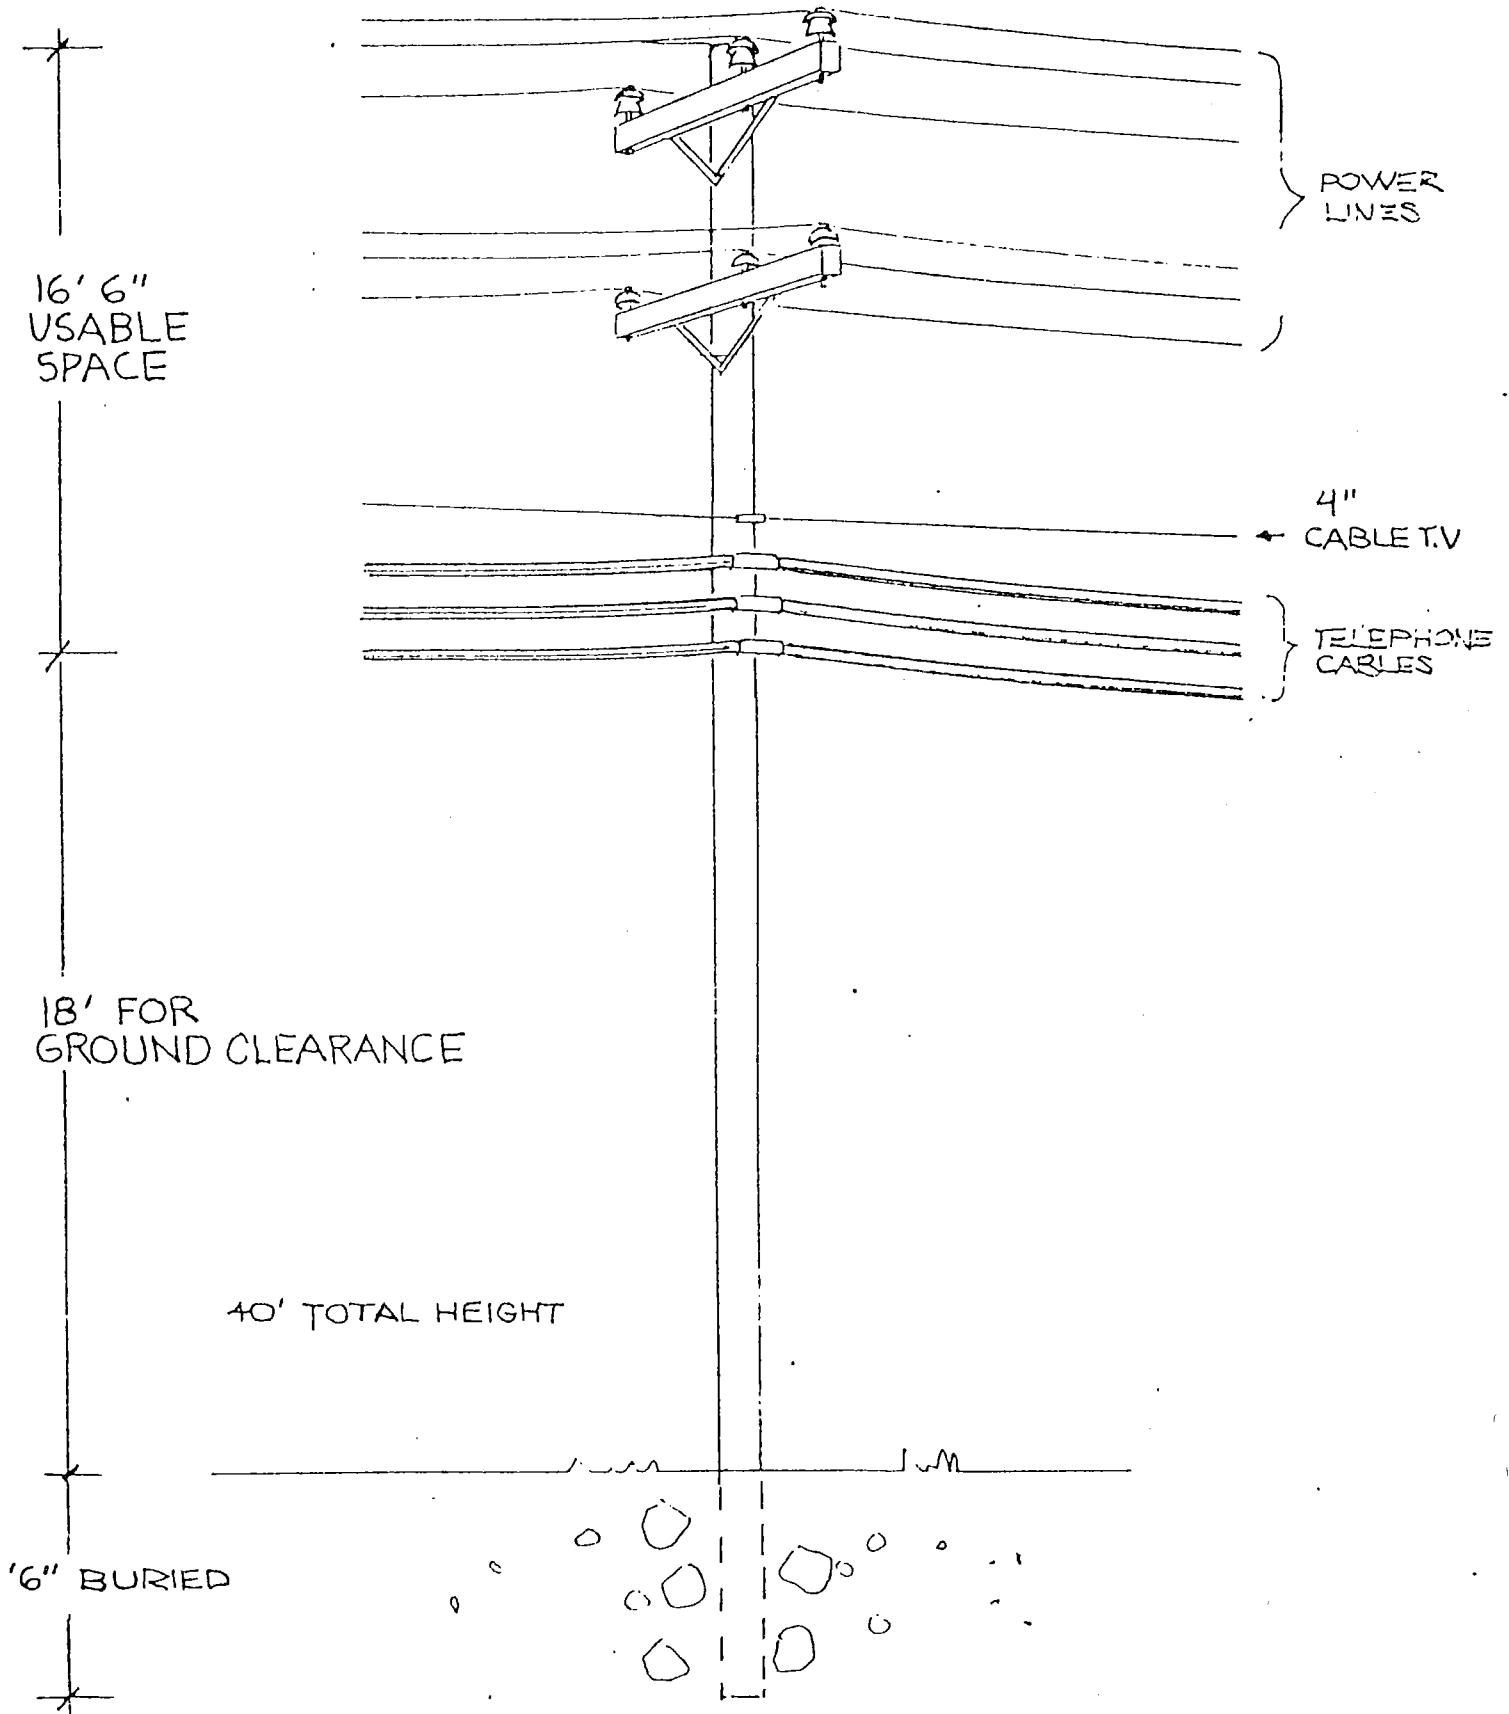 POWER
LINES
16' 6"
USABLE
SPACE
4"
CABLE T.V
TELEPHONE
CABLES
18' FOR
GROUND CLEARANCE
40' TOTAL HEIGHT
'6" BURIED